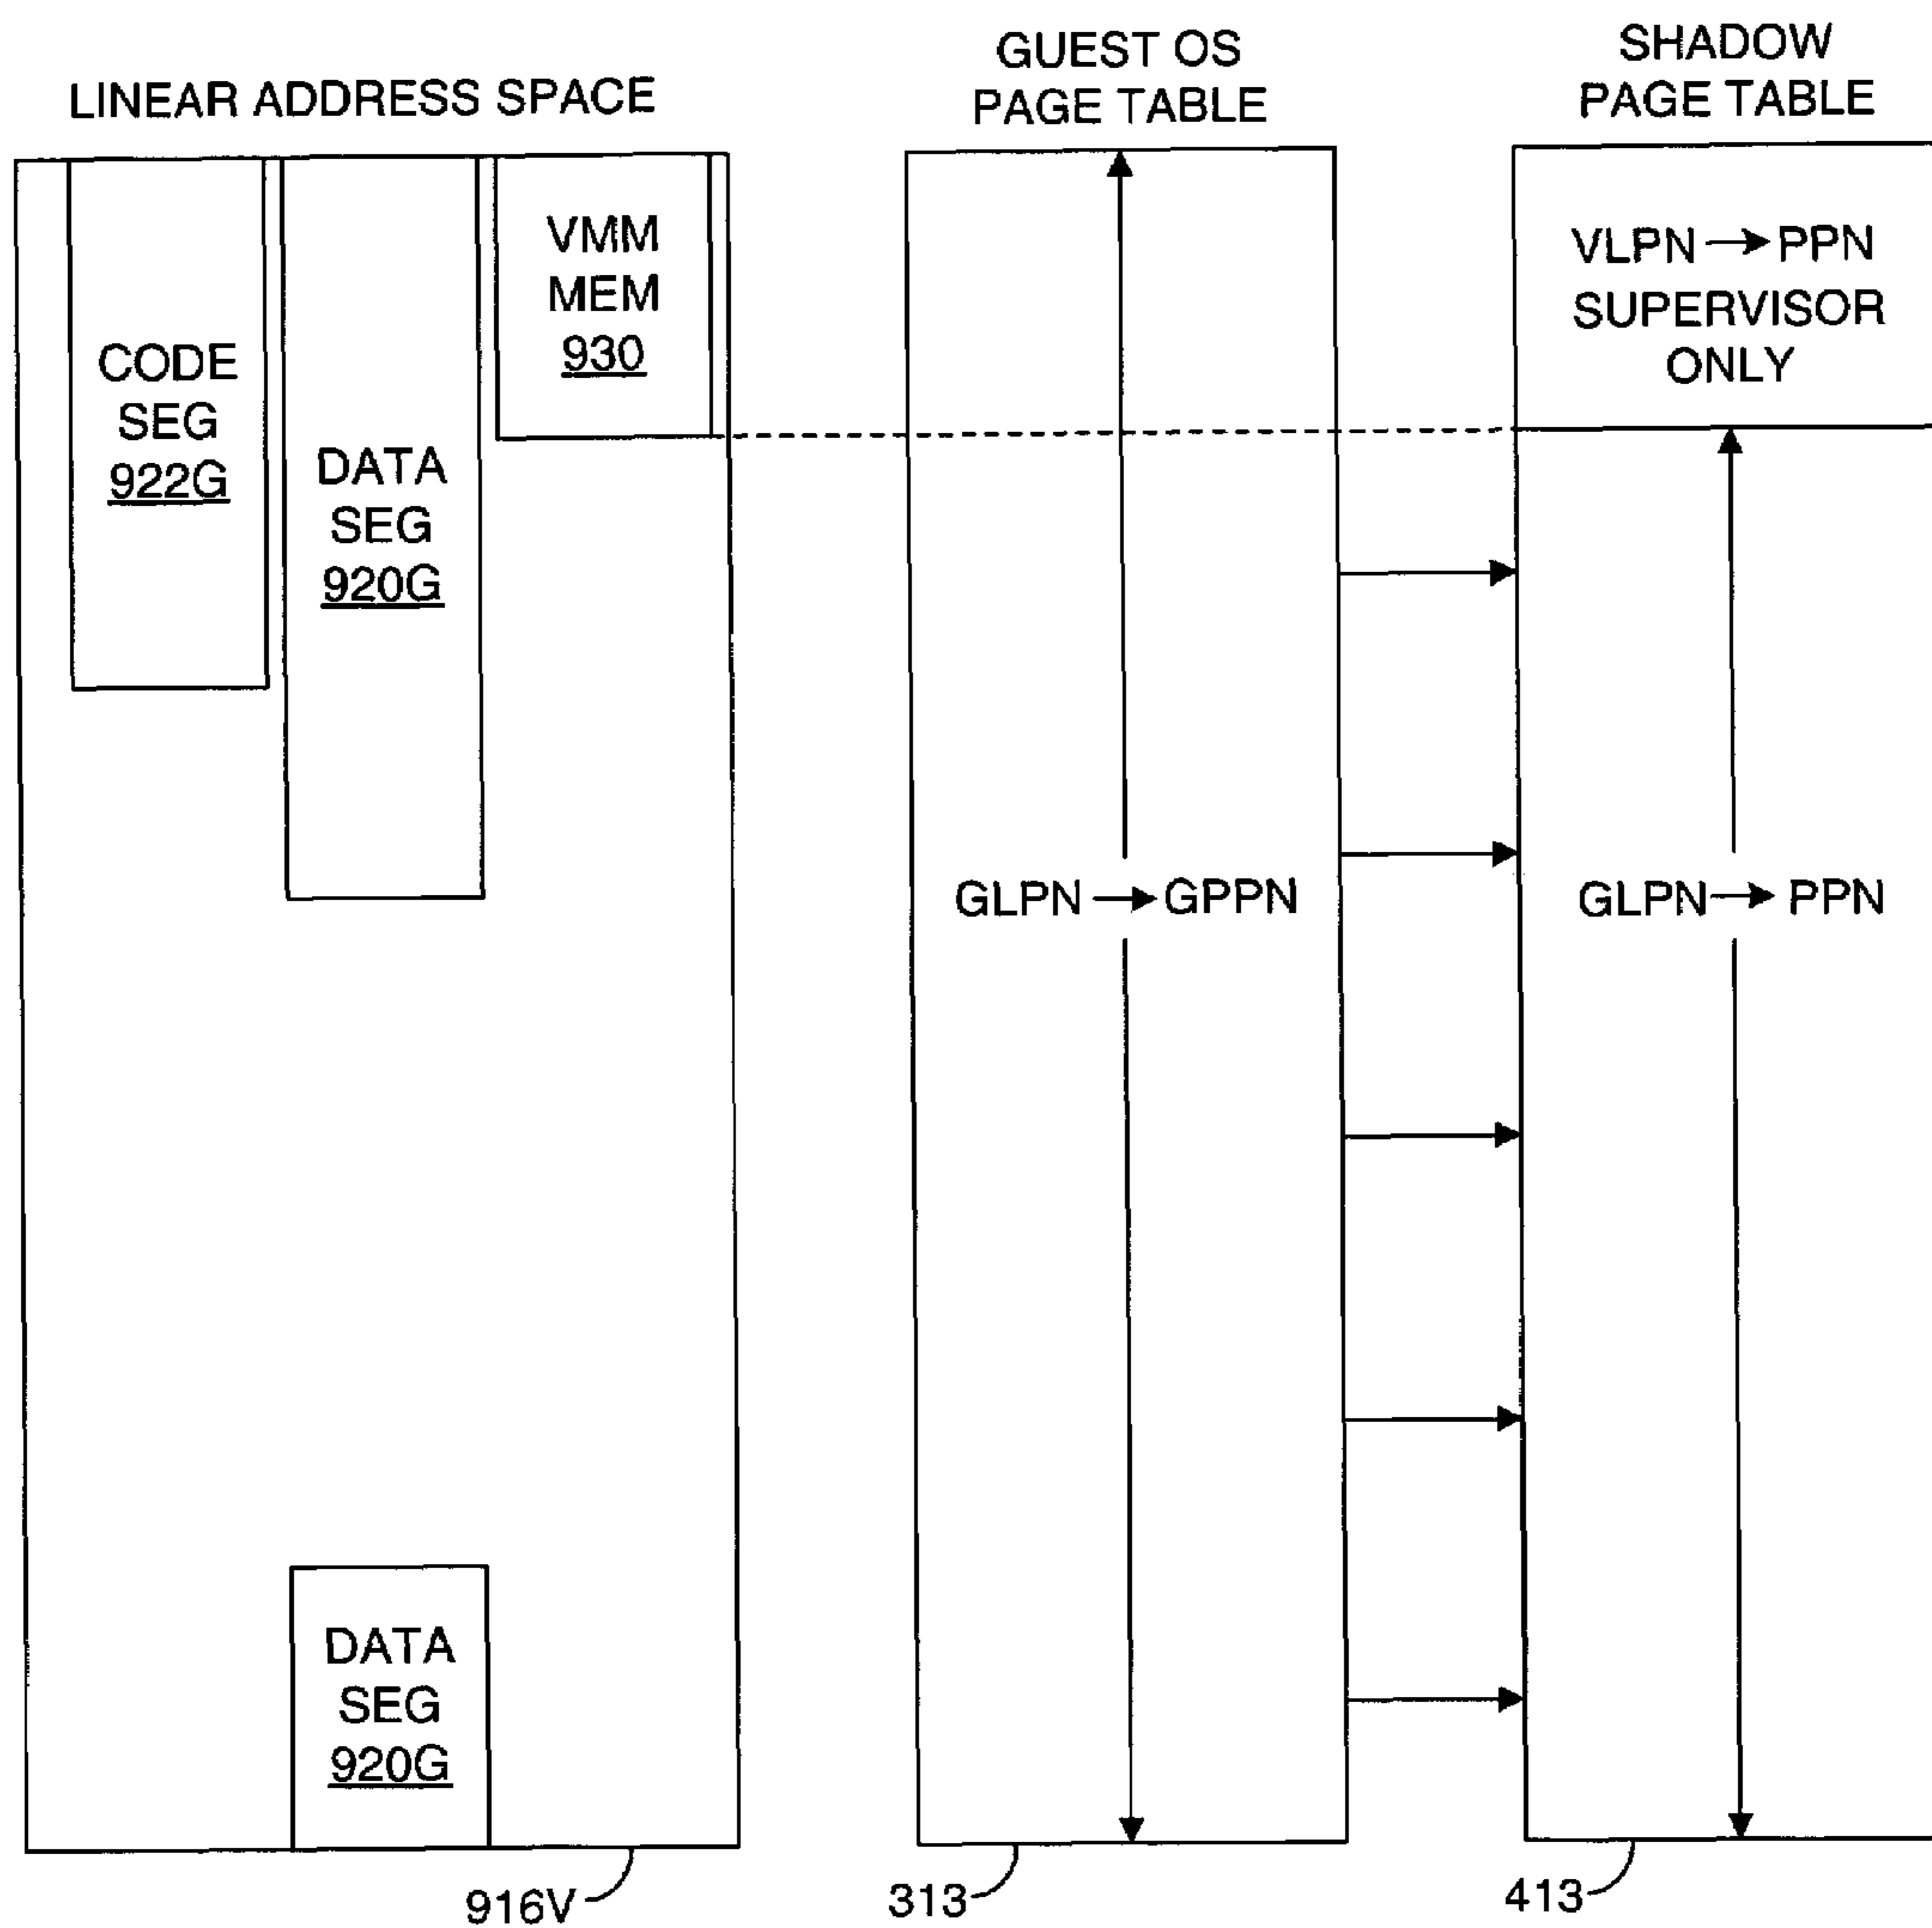 LINEAR ADDRESS SPACE
GUEST OS
PAGE TABLE
SHADOW
PAGE TABLE
CODE
SEG
922G
DATA
SEG
920G
VMM
MEM
930
VLPN → PPN
SUPERVISOR
ONLY
GLPN → GPPN
GLPN → PPN
DATA
SEG
920G
916V
313
413